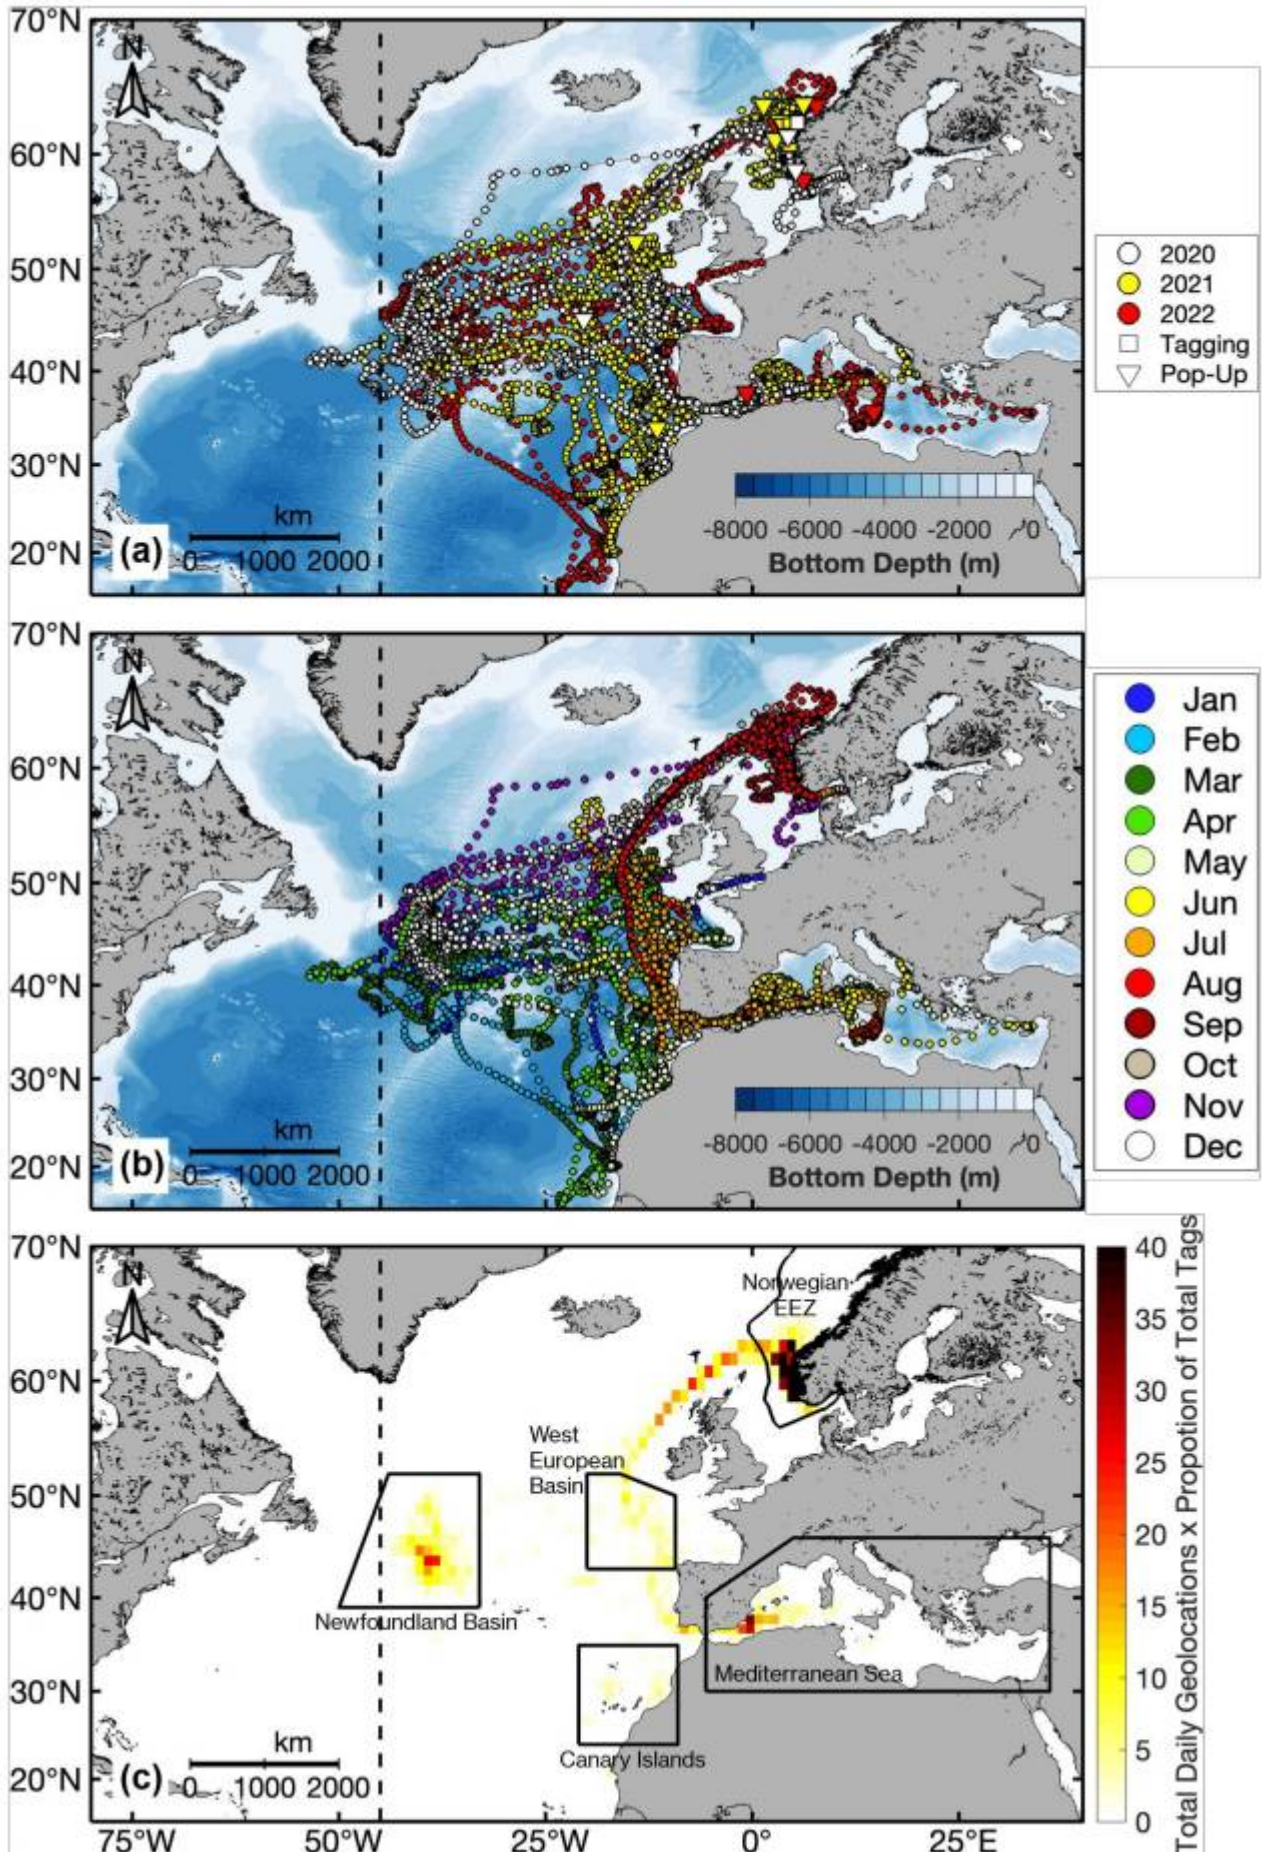 70°N
N
60°N
50°N
40°N
30°N
20°N
(a)
km
0 1000 2000
-8000 -6000 -4000 -2000 0
Bottom Depth (m)
2020
2021
2022
Tagging
Pop-Up
70°N
N
60°N
50°N
40°N
30°N
20°N
(b)
km
0 1000 2000
-8000 -6000 -4000 -2000 0
Bottom Depth (m)
Jan
Feb
Mar
Apr
May
Jun
Jul
Aug
Sep
Oct
Nov
Dec
70°N
N
60°N
50°N
40°N
30°N
20°N
(c)
km
0 1000 2000
Norwegian
EEZ
West
European
Basin
Newfoundland Basin
Mediterranean Sea
Canary Islands
75°W 50°W 25°W 0° 25°E
40
35
30
25
20
15
10
5
0
Total Daily Geolocations x Propotion of Total Tags